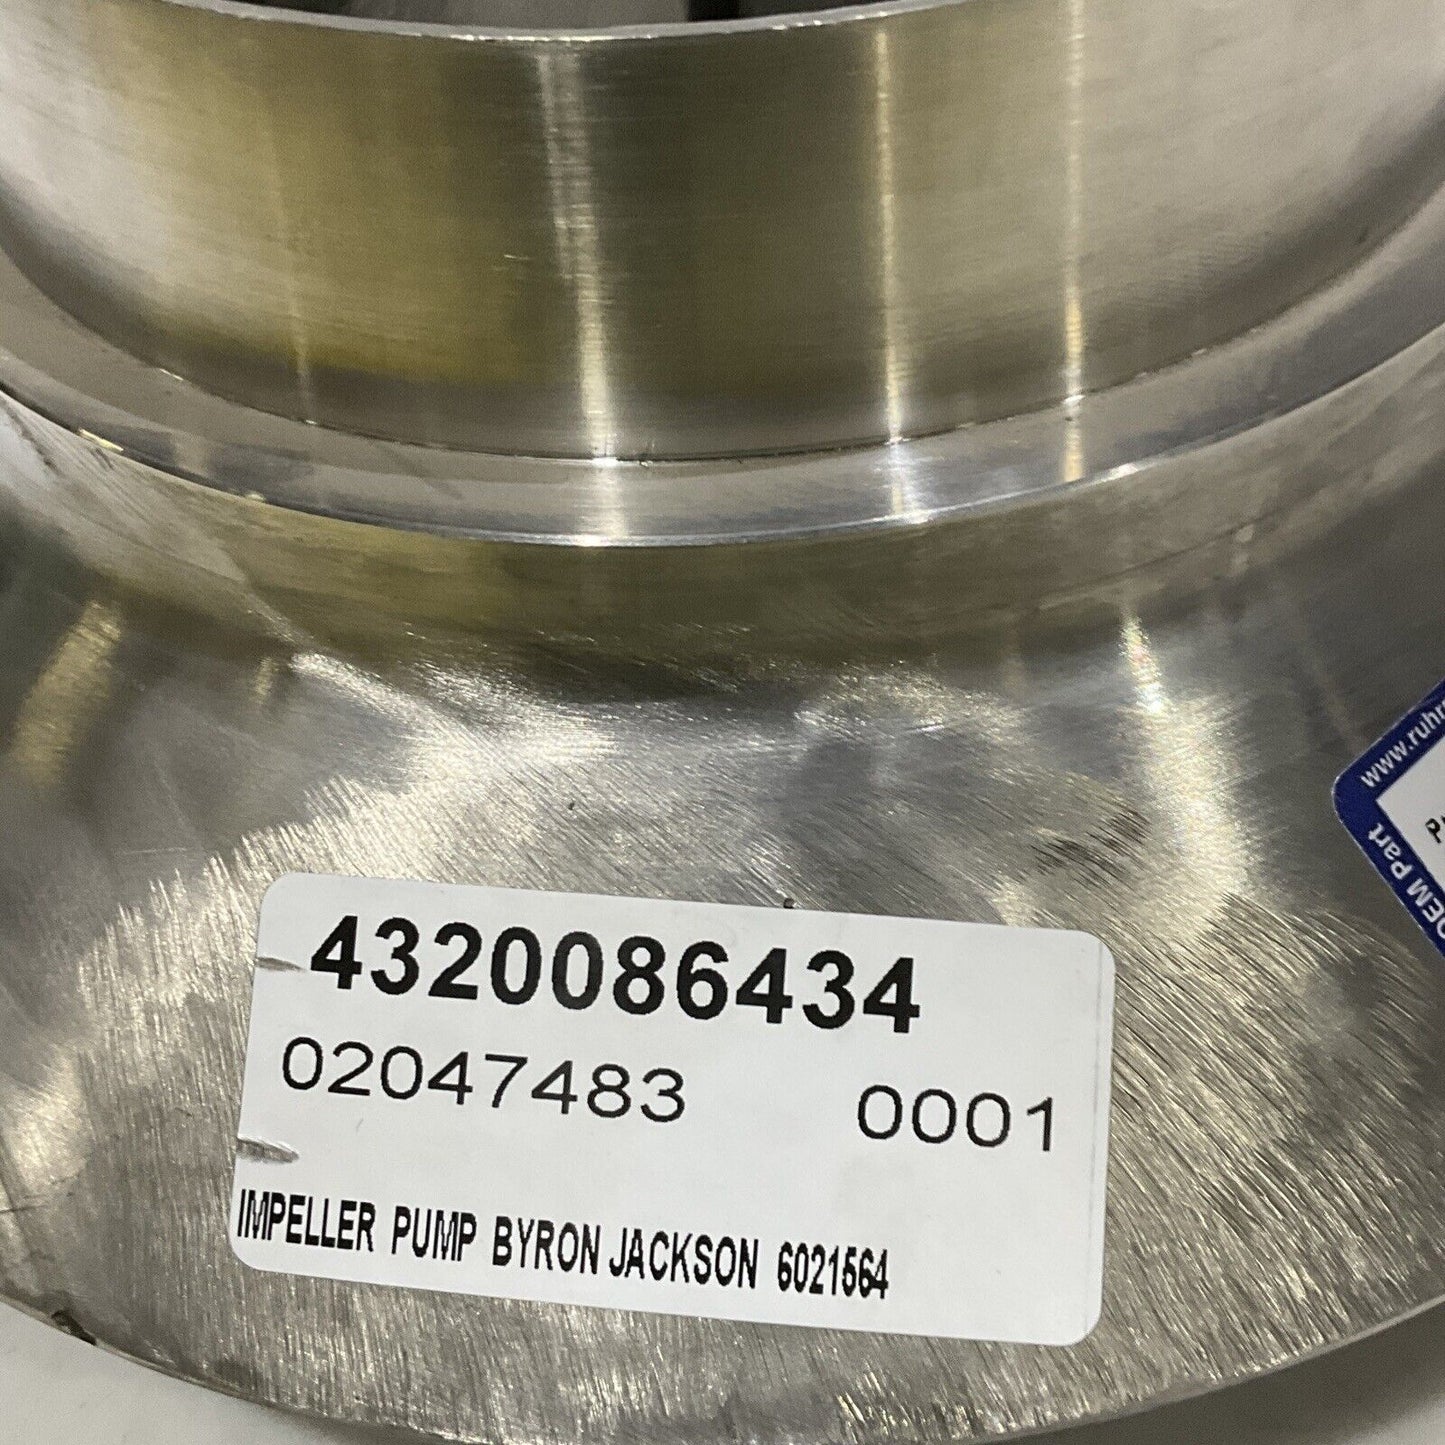 4320086434
02047483 0001
IMPELLER PUMP BYRON JACKSON 6021564
www.ruhr
OEM Part